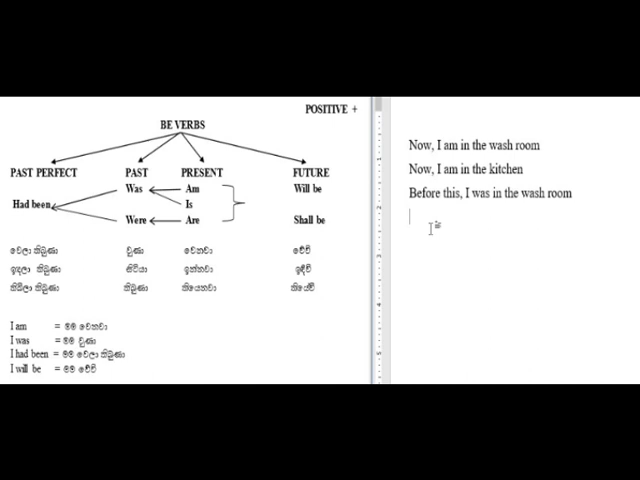 POSITIVE +
BE VERBS
PAST PERFECT PAST PRESENT FUTURE
Was Am Will be
Had been Is
Were Are Shall be
වෙලා තිබුණා වුණා වෙනවා වේවි
ඉඳලා තිබුණා හිටියා ඉන්නවා ඉඳීවි
තිබිලා තිබුණා තිබුණා තියෙනවා තියේවි
I am = මම වෙනවා
I was = මම වුණා
I had been = මම වෙලා තිබුණා
I will be = මම වේවි
Now, I am in the wash room
Now, I am in the kitchen
Before this, I was in the wash room